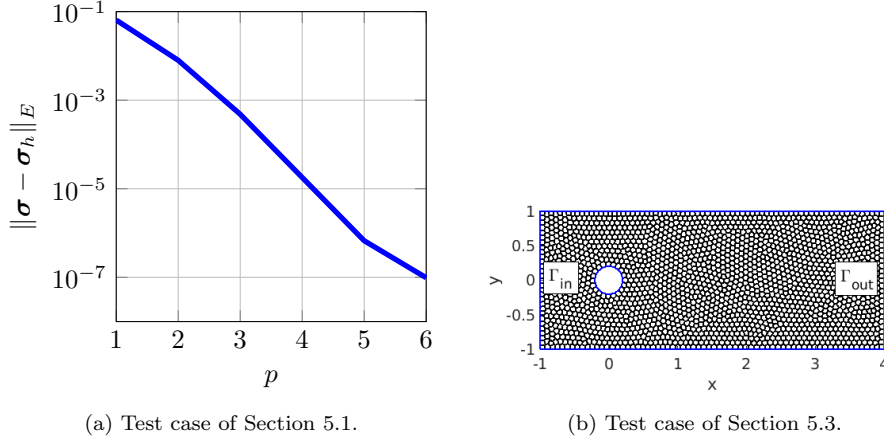 10^{-1}
10^{-3}
10^{-5}
10^{-7}
‖σ − σ_h‖_E
1 2 3 4 5 6
p
(a) Test case of Section 5.1.
1
0.5
0
-0.5
-1
y
Γ_in
Γ_out
-1 0 1 2 3 4
x
(b) Test case of Section 5.3.